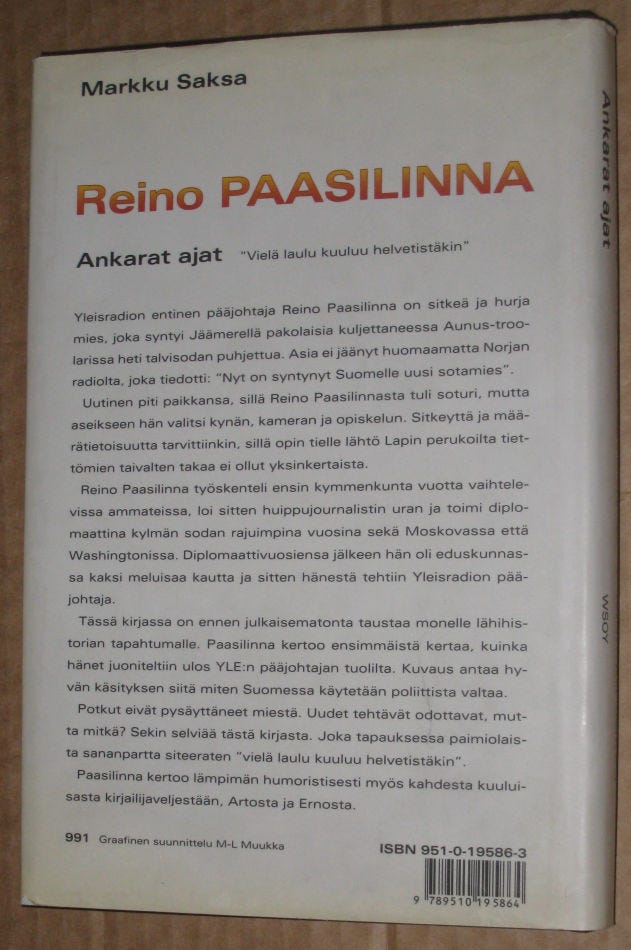 Markku Saksa
Reino PAASILINNA
Ankarat ajat "Vielä laulu kuuluu helvetistäkin"
Yleisradion entinen pääjohtaja Reino Paasilinna on sitkeä ja hurja
mies, joka syntyi Jäämerellä pakolaisia kuljettaneessa Aunus-troo-
larissa heti talvisodan puhjettua. Asia ei jäänyt huomaamatta Norjan
radiolta, joka tiedotti: "Nyt on syntynyt Suomelle uusi sotamies".
Uutinen piti paikkansa, sillä Reino Paasilinnasta tuli soturi, mutta
aseikseen hän valitsi kynän, kameran ja opiskelun. Sitkeyttä ja mää-
rätietoisuutta tarvittiinkin, sillä opin tielle lähtö Lapin perukoilta tiet-
tömien taivalten takaa ei ollut yksinkertaista.
Reino Paasilinna työskenteli ensin kymmenkunta vuotta vaihtele-
vissa ammateissa, loi sitten huippujournalistin uran ja toimi diplo-
maattina kylmän sodan rajuimpina vuosina sekä Moskovassa että
Washingtonissa. Diplomaattivuosiensa jälkeen hän oli eduskunnas-
sa kaksi meluisaa kautta ja sitten hänestä tehtiin Yleisradion pää-
johtaja.
Tässä kirjassa on ennen julkaisematonta taustaa monelle lähihis-
torian tapahtumalle. Paasilinna kertoo ensimmäistä kertaa, kuinka
hänet juoniteltiin ulos YLE:n pääjohtajan tuolilta. Kuvaus antaa hy-
vän käsityksen siitä miten Suomessa käytetään poliittista valtaa.
Potkut eivät pysäyttäneet miestä. Uudet tehtävät odottavat, mut-
ta mitkä? Sekin selviää tästä kirjasta. Joka tapauksessa paimiolais-
ta sananpartta siteeraten "vielä laulu kuuluu helvetistäkin".
Paasilinna kertoo lämpimän humoristisesti myös kahdesta kuului-
sasta kirjailijaveljestään, Artosta ja Ernosta.
991 Graafinen suunnittelu M-L Muukka
ISBN 951-0-19586-3
9 789510 195864
Ankarat ajat
WSOY